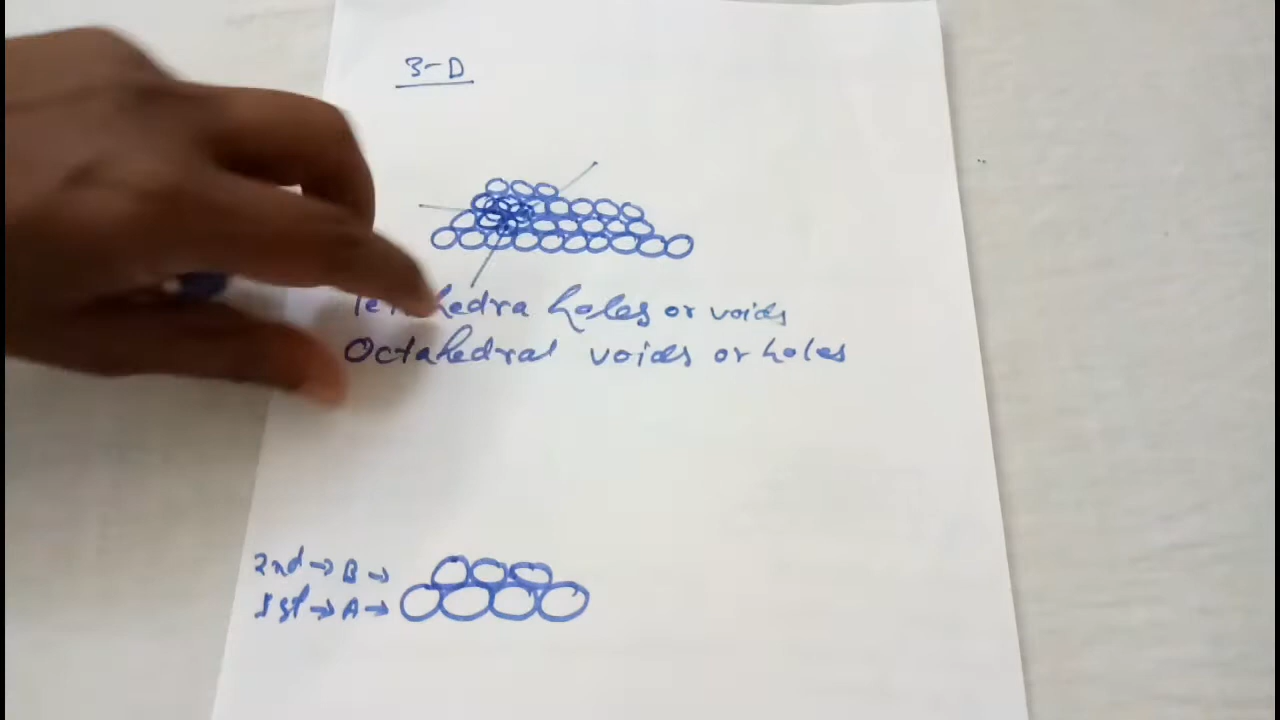 3-D
hedra holes or voids
Octahedral voids or holes
2nd → B →
1st → A →